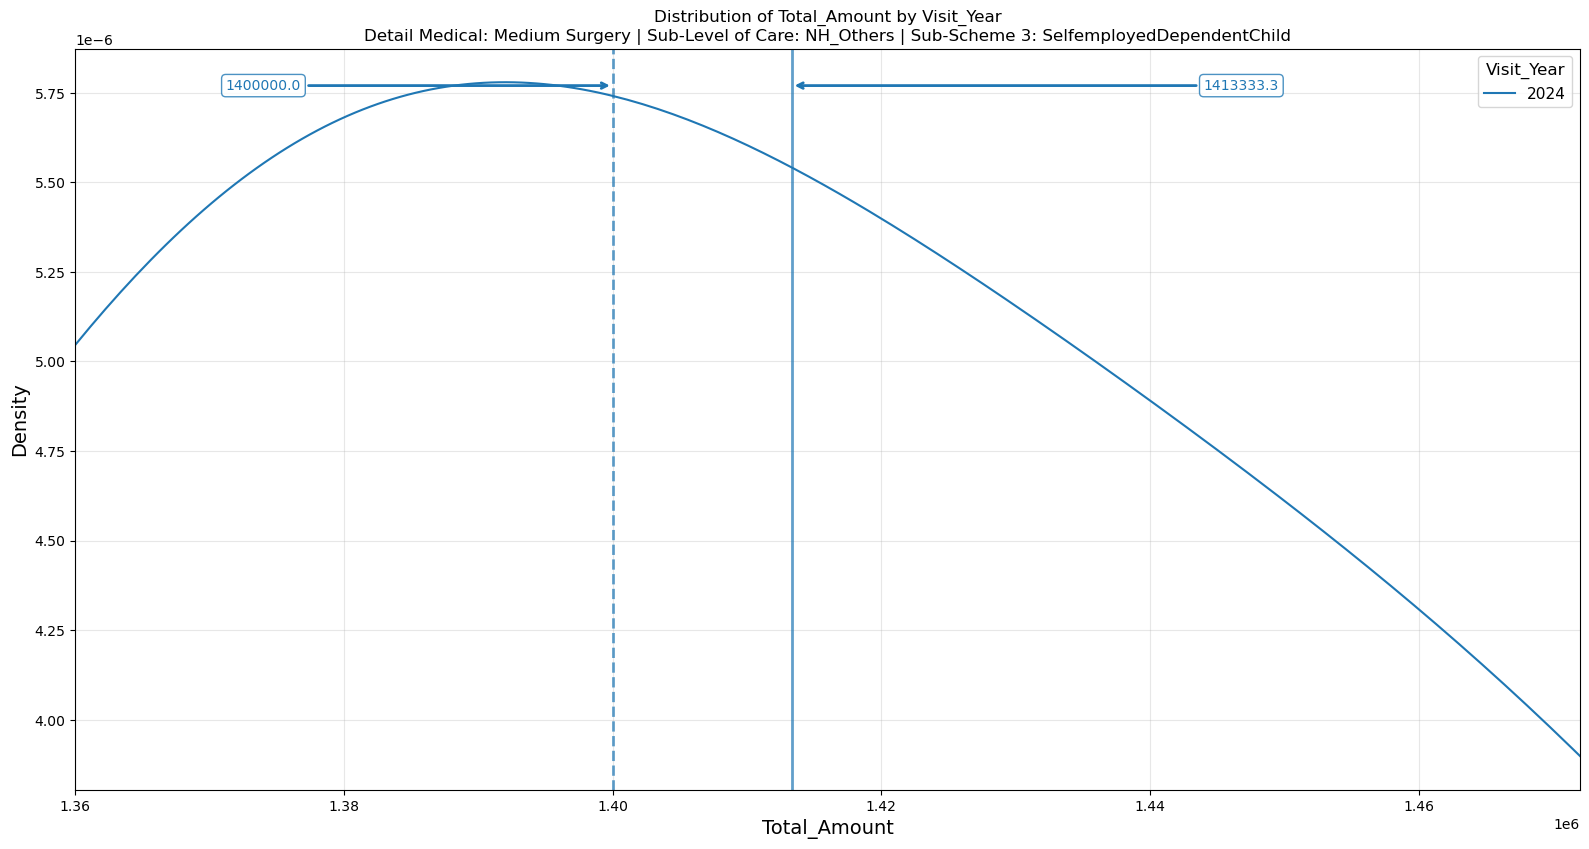 Distribution of Total_Amount by Visit_Year
Detail Medical: Medium Surgery | Sub-Level of Care: NH_Others | Sub-Scheme 3: SelfemployedDependentChild
1e−6
1400000.0
1413333.3
Visit_Year
2024
5.75
5.50
5.25
5.00
4.75
4.50
4.25
4.00
Density
1.36
1.38
1.40
1.42
1.44
1.46
1e6
Total_Amount